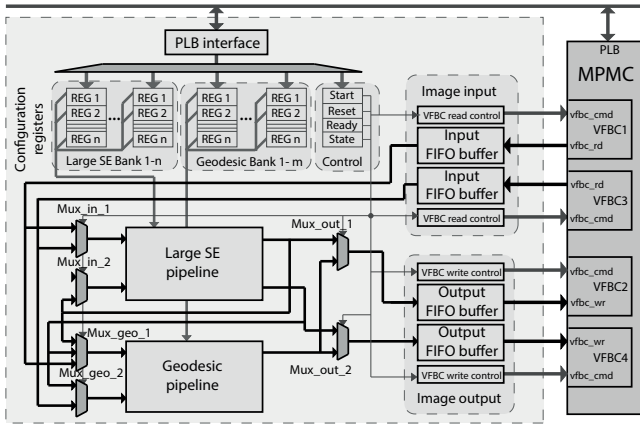 PLB interface
PLB
MPMC
Configuration
registers
REG 1
REG 2
REG n
...
REG 1
REG 2
REG n
Large SE Bank 1-n
REG 1
REG 2
REG n
...
REG 1
REG 2
REG n
Geodesic Bank 1- m
Start
Reset
Ready
State
Control
Image input
VFBC read control
Input
FIFO buffer
Input
FIFO buffer
VFBC read control
vfbc_cmd
VFBC1
vfbc_rd
vfbc_rd
VFBC3
vfbc_cmd
Mux_in_1
Mux_in_2
Large SE
pipeline
Mux_out_1
Mux_geo_1
Mux_geo_2
Geodesic
pipeline
Mux_out_2
VFBC write control
Output
FIFO buffer
Output
FIFO buffer
VFBC write control
Image output
vfbc_cmd
VFBC2
vfbc_wr
vfbc_wr
VFBC4
vfbc_cmd